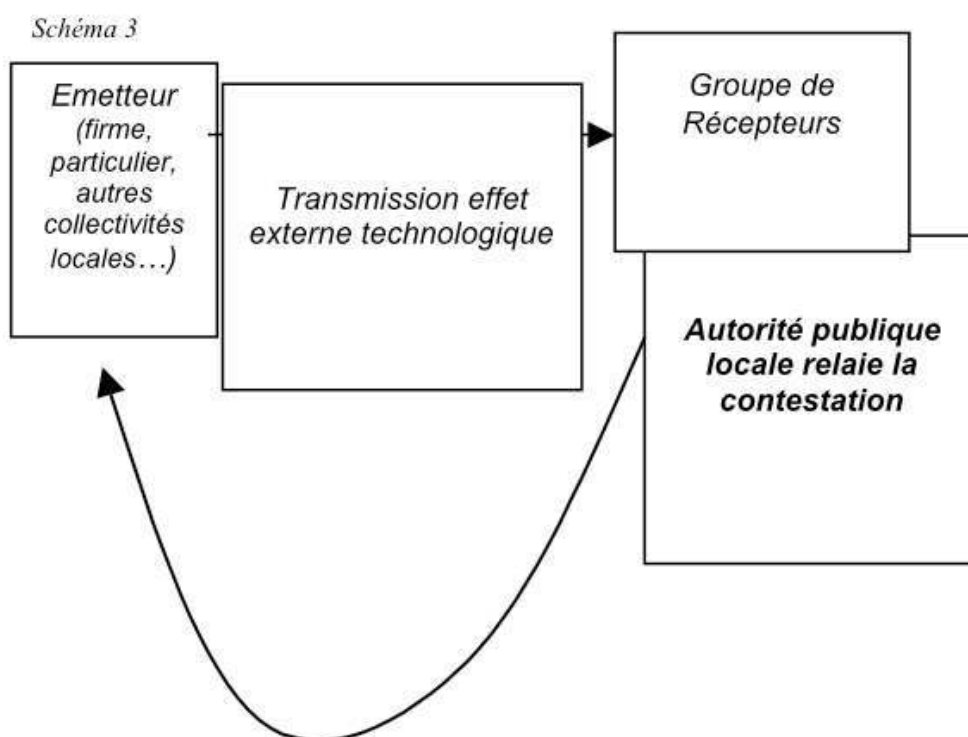 Schéma 3
Emetteur
(firme,
particulier,
autres
collectivités
locales…)
Transmission effet
externe technologique
Groupe de
Récepteurs
Autorité publique
locale relaie la
contestation